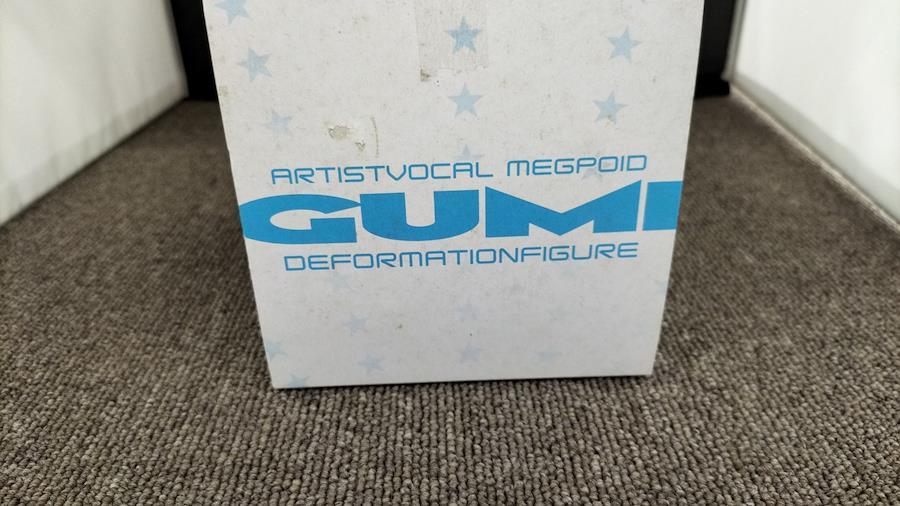 ARTISTVOCAL MEGPOID
GUMI
DEFORMATIONFIGURE